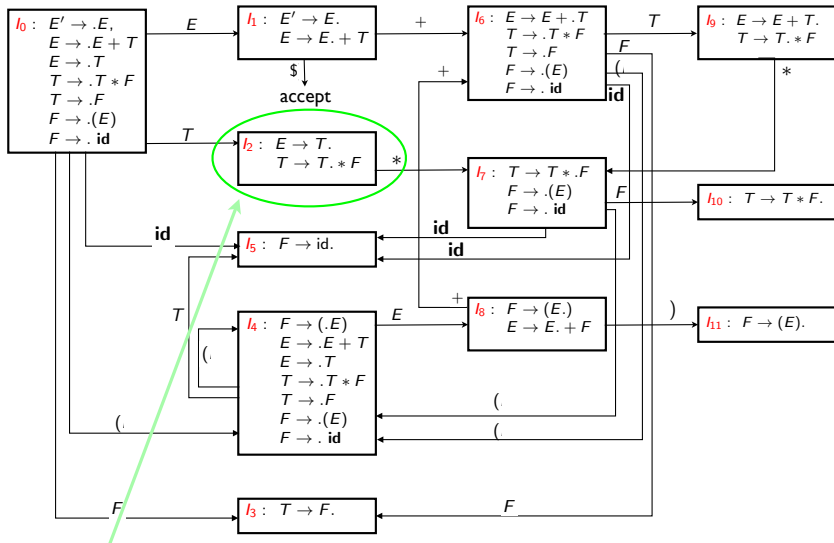 I₀ : E′ → .E,
E → .E + T
E → .T
T → .T ∗ F
T → .F
F → .(E)
F → . id
E
I₁ : E′ → E.
E → E. + T
$
accept
+
I₆ : E → E + .T
T → .T ∗ F
T → .F
F → .(E)
F → . id
T
F
(
id
I₉ : E → E + T.
T → T. ∗ F
∗
+
T
I₂ : E → T.
T → T. ∗ F
∗
I₇ : T → T ∗ .F
F → .(E)
F → . id
F
I₁₀ : T → T ∗ F.
id
I₅ : F → id.
id
id
T
(
I₄ : F → (.E)
E → .E + T
E → .T
T → .T ∗ F
T → .F
F → .(E)
F → . id
E
+
I₈ : F → (E.)
E → E. + F
)
I₁₁ : F → (E).
(
(
(
F
I₃ : T → F.
F